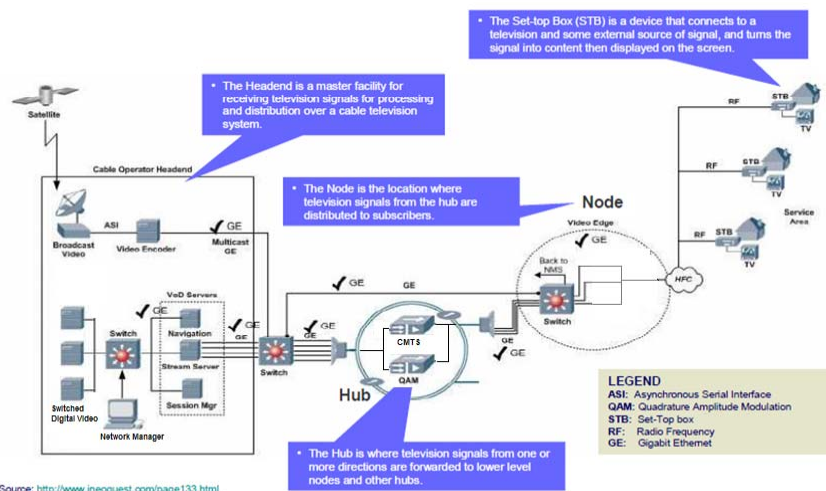 • The Set-top Box (STB) is a device that connects to a
television and some external source of signal, and turns the
signal into content then displayed on the screen.
• The Headend is a master facility for
receiving television signals for processing
and distribution over a cable television
system.
Satellite
Cable Operator Headend
ASI
GE
Multicast
GE
Broadcast
Video
Video Encoder
• The Node is the location where
television signals from the hub are
distributed to subscribers.
Node
Video Edge
GE
Back to
NMS
Switch
HFC
RF
STB
TV
RF
STB
TV
RF
STB
TV
Service
Area
VoD Servers
GE
Switch
Navigation
Stream Server
Session Mgr
Switched
Digital Video
Network Manager
GE
GE
Switch
GE
GE
GE
GE
CMTS
QAM
Hub
GE
GE
• The Hub is where television signals from one or
more directions are forwarded to lower level
nodes and other hubs.
LEGEND
ASI: Asynchronous Serial Interface
QAM: Quadrature Amplitude Modulation
STB: Set-Top box
RF: Radio Frequency
GE: Gigabit Ethernet
Source: http://www.ineoquest.com/page133.html